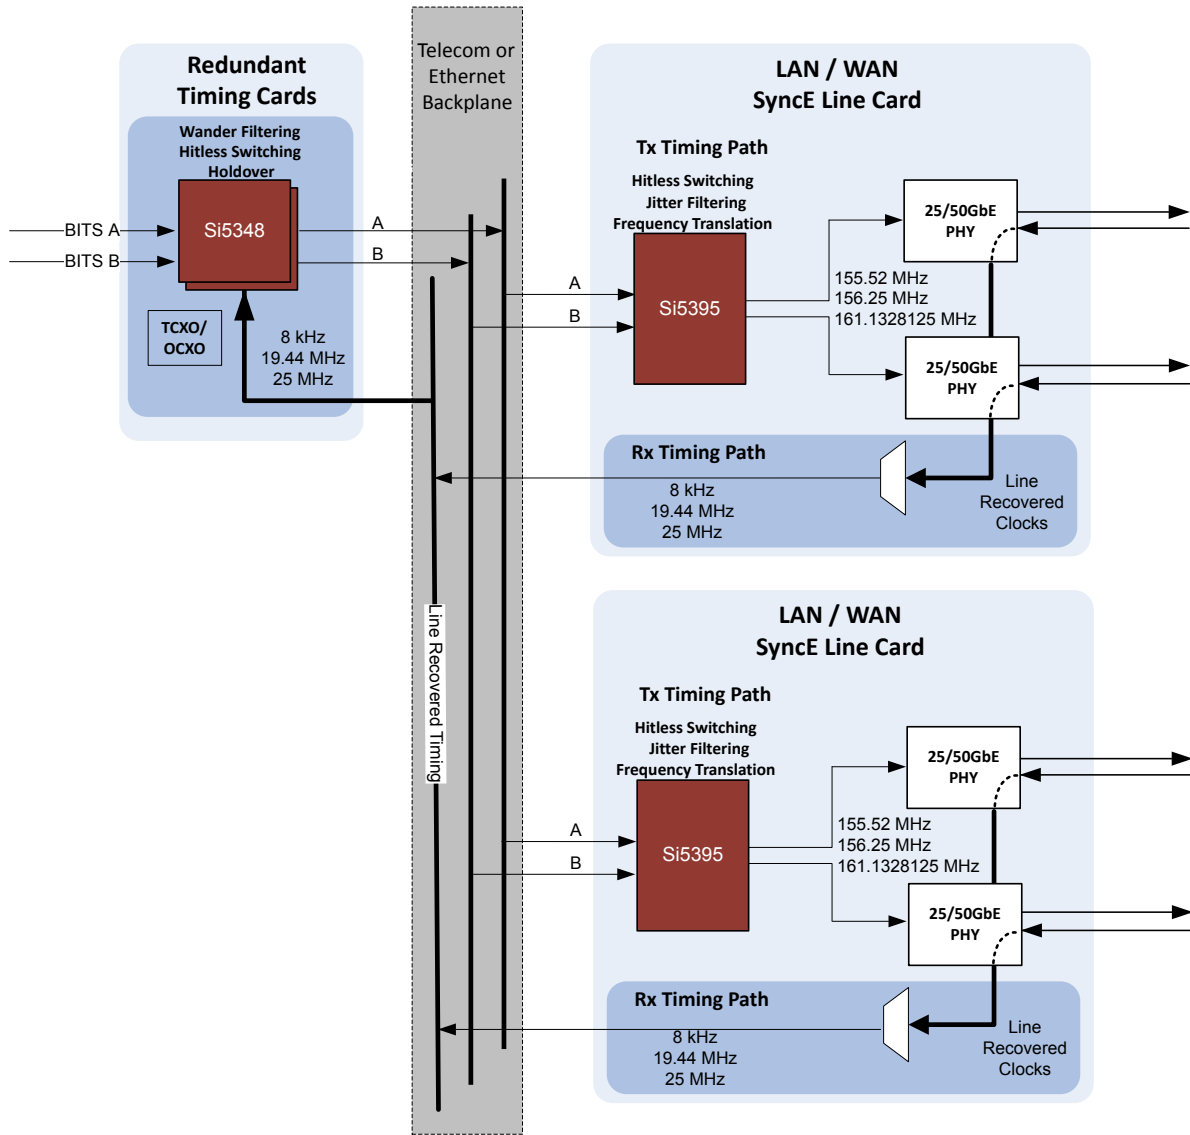 Redundant
Timing Cards
Wander Filtering
Hitless Switching
Holdover
BITS A
BITS B
Si5348
A
B
TCXO/
OCXO
8 kHz
19.44 MHz
25 MHz
Telecom or
Ethernet
Backplane
Line Recovered Timing
LAN / WAN
SyncE Line Card
Tx Timing Path
Hitless Switching
Jitter Filtering
Frequency Translation
A
B
Si5395
155.52 MHz
156.25 MHz
161.1328125 MHz
25/50GbE
PHY
25/50GbE
PHY
Rx Timing Path
8 kHz
19.44 MHz
25 MHz
Line
Recovered
Clocks
LAN / WAN
SyncE Line Card
Tx Timing Path
Hitless Switching
Jitter Filtering
Frequency Translation
A
B
Si5395
155.52 MHz
156.25 MHz
161.1328125 MHz
25/50GbE
PHY
25/50GbE
PHY
Rx Timing Path
8 kHz
19.44 MHz
25 MHz
Line
Recovered
Clocks